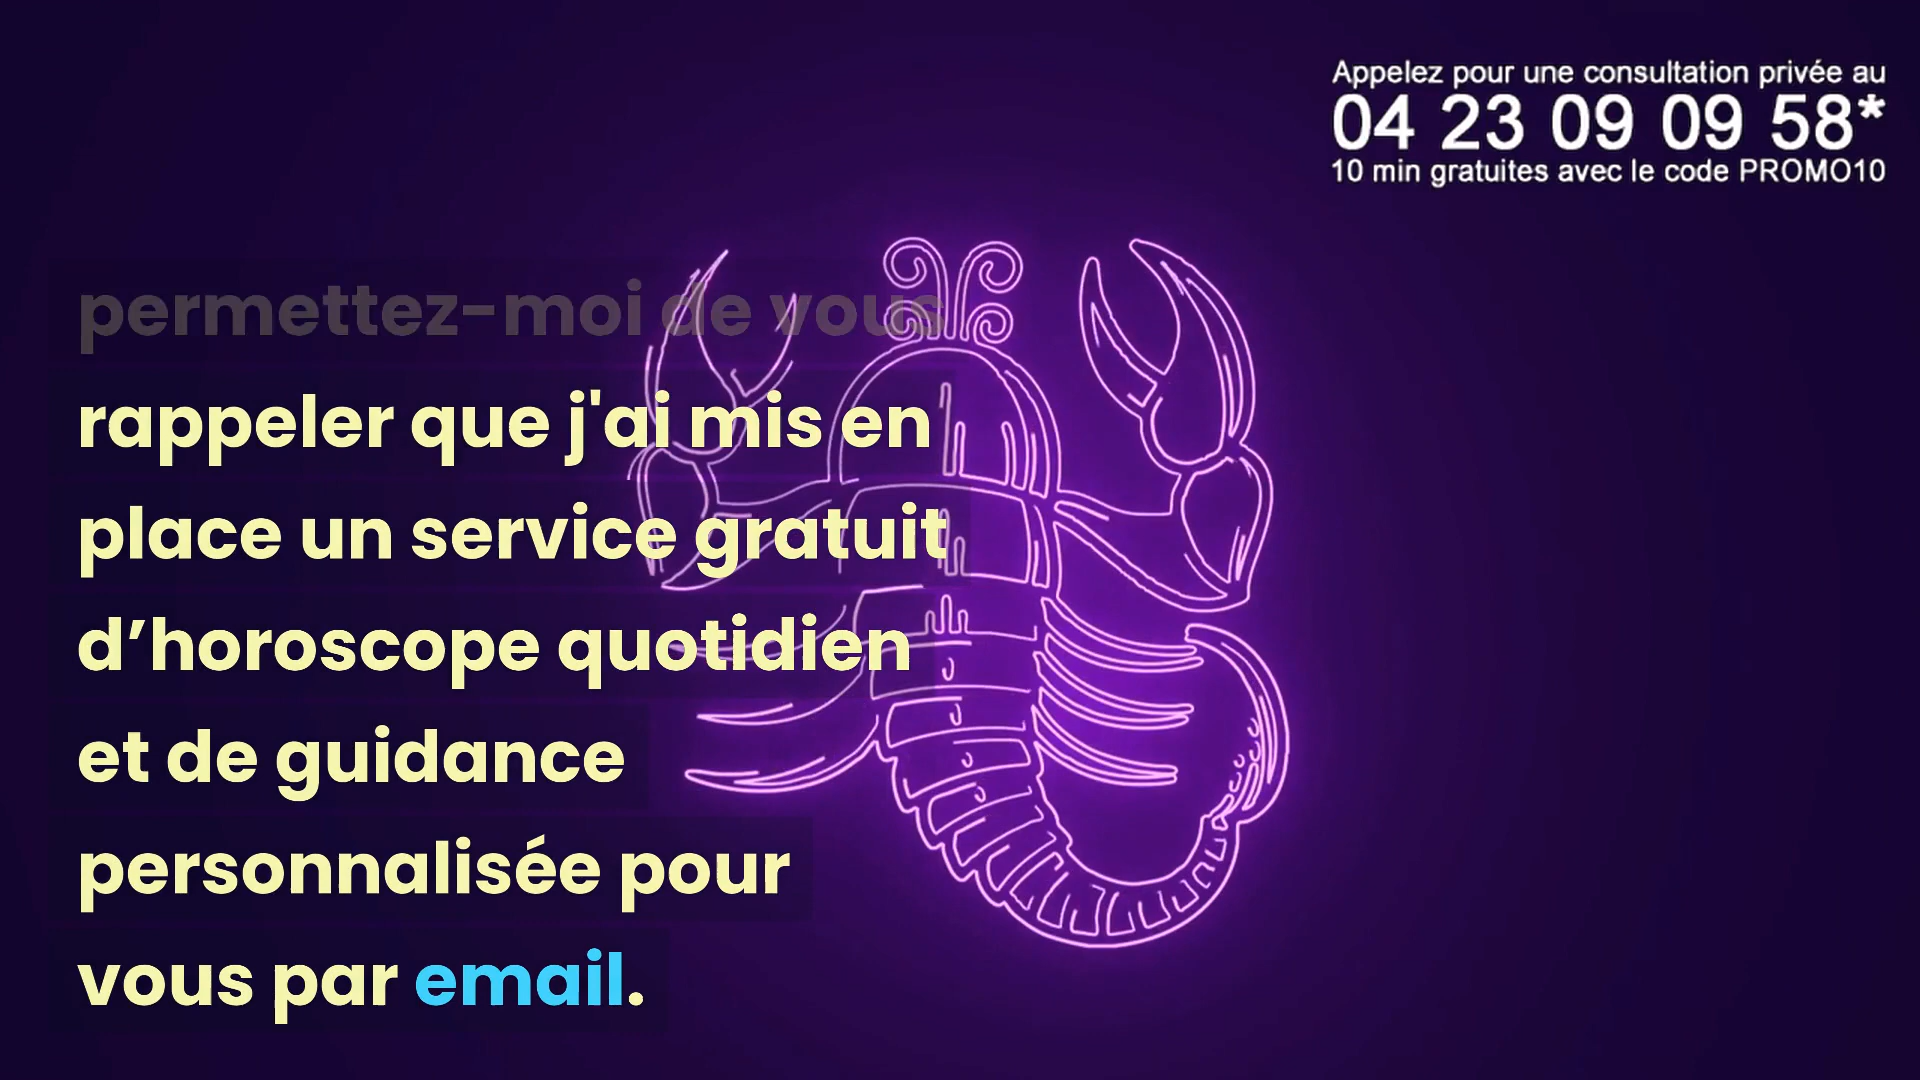 Appelez pour une consultation privée au
04 23 09 09 58*
10 min gratuites avec le code PROMO10
permettez-moi de vous
rappeler que j'ai mis en
place un service gratuit
d’horoscope quotidien
et de guidance
personnalisée pour
vous par email.